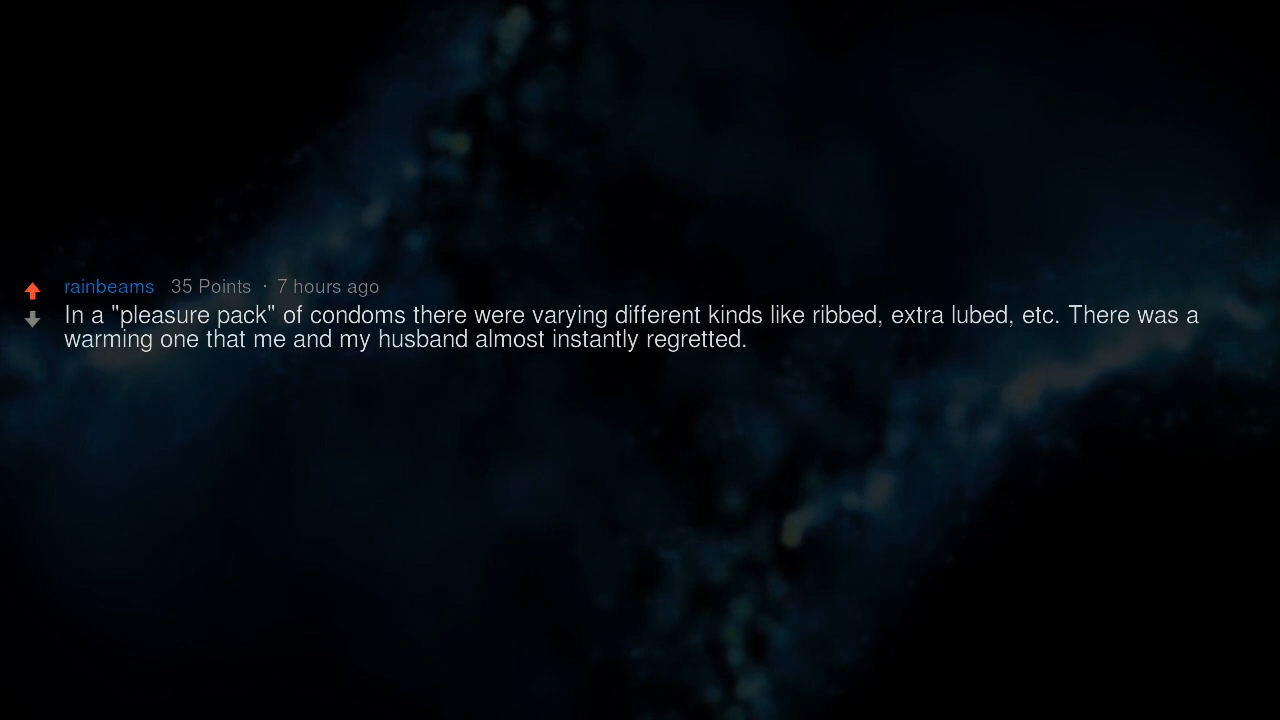 rainbeams 35 Points · 7 hours ago
In a "pleasure pack" of condoms there were varying different kinds like ribbed, extra lubed, etc. There was a
warming one that me and my husband almost instantly regretted.